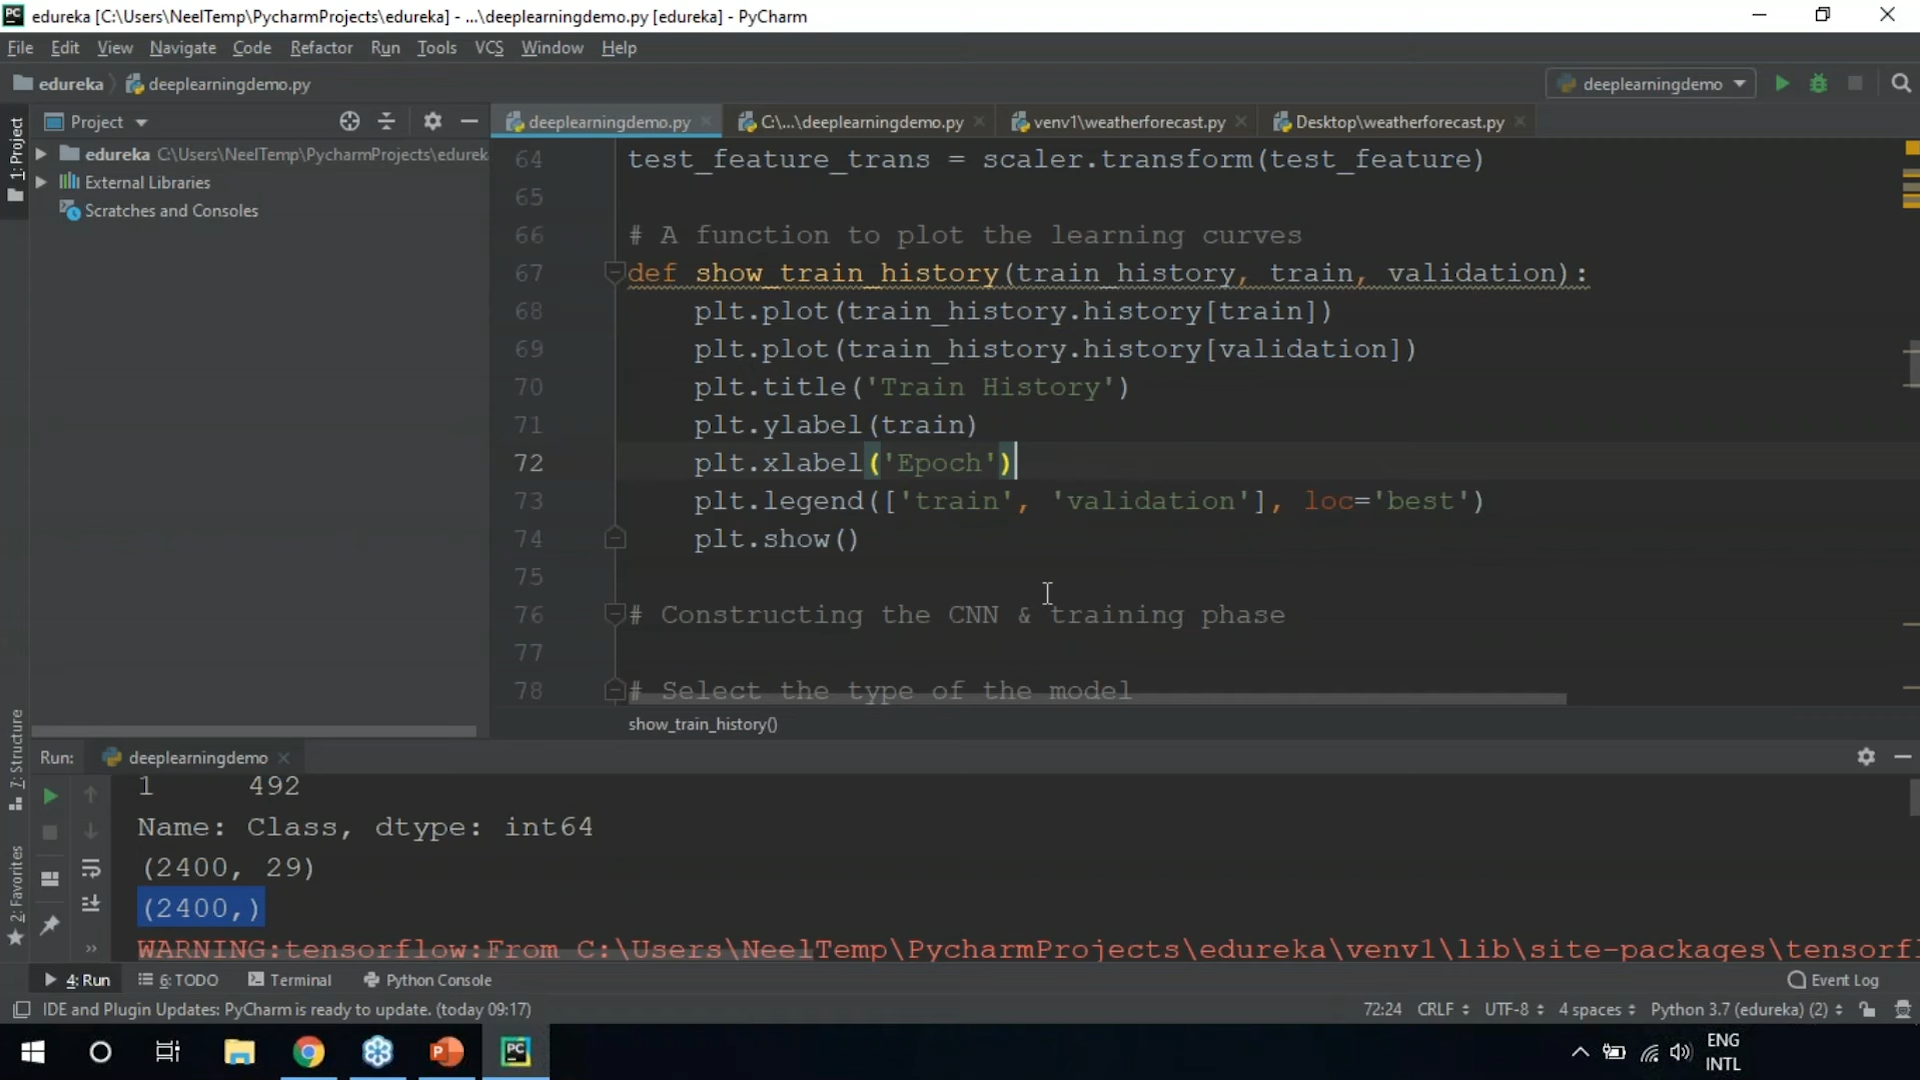 edureka [C:\Users\NeelTemp\PycharmProjects\edureka] - ...\deeplearningdemo.py [edureka] - PyCharm
File Edit View Navigate Code Refactor Run Tools VCS Window Help
edureka deeplearningdemo.py deeplearningdemo
Project deeplearningdemo.py C:\...\deeplearningdemo.py venv1\weatherforecast.py Desktop\weatherforecast.py
1: Project
edureka C:\Users\NeelTemp\PycharmProjects\edurek
External Libraries
Scratches and Consoles
64 test_feature_trans = scaler.transform(test_feature)
65
66 # A function to plot the learning curves
67 def show_train_history(train_history, train, validation):
68 plt.plot(train_history.history[train])
69 plt.plot(train_history.history[validation])
70 plt.title('Train History')
71 plt.ylabel(train)
72 plt.xlabel('Epoch')
73 plt.legend(['train', 'validation'], loc='best')
74 plt.show()
75
76 # Constructing the CNN & training phase
77
78 # Select the type of the model
show_train_history()
7: Structure
2: Favorites
Run: deeplearningdemo
1 492
Name: Class, dtype: int64
(2400, 29)
(2400,)
WARNING:tensorflow:From C:\Users\NeelTemp\PycharmProjects\edureka\venv1\lib\site-packages\tensorfl
4: Run 6: TODO Terminal Python Console Event Log
IDE and Plugin Updates: PyCharm is ready to update. (today 09:17) 72:24 CRLF UTF-8 4 spaces Python 3.7 (edureka) (2)
ENG
INTL